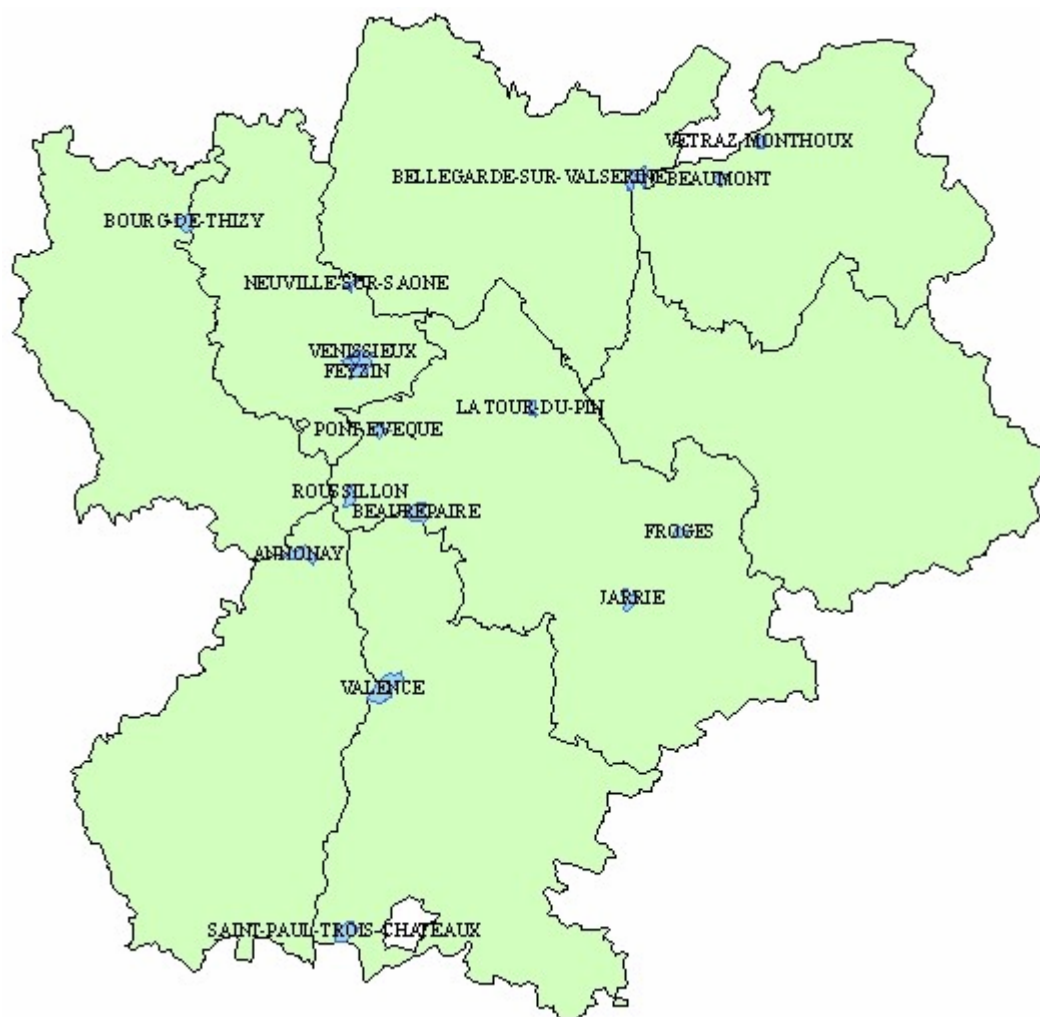 VETRAZ-MONTHOUX
BELLEGARDE-SUR-VALSERINE
BEAUMONT
BOURG-DE-THIZY
NEUVILLE-SUR-SAONE
VENISSIEUX
FEYZIN
LA TOUR-DU-PIN
PONT-EVEQUE
ROUSSILLON
BEAUREPAIRE
FROGES
ANNONAY
JARRIE
VALENCE
SAINT-PAUL-TROIS-CHATEAUX